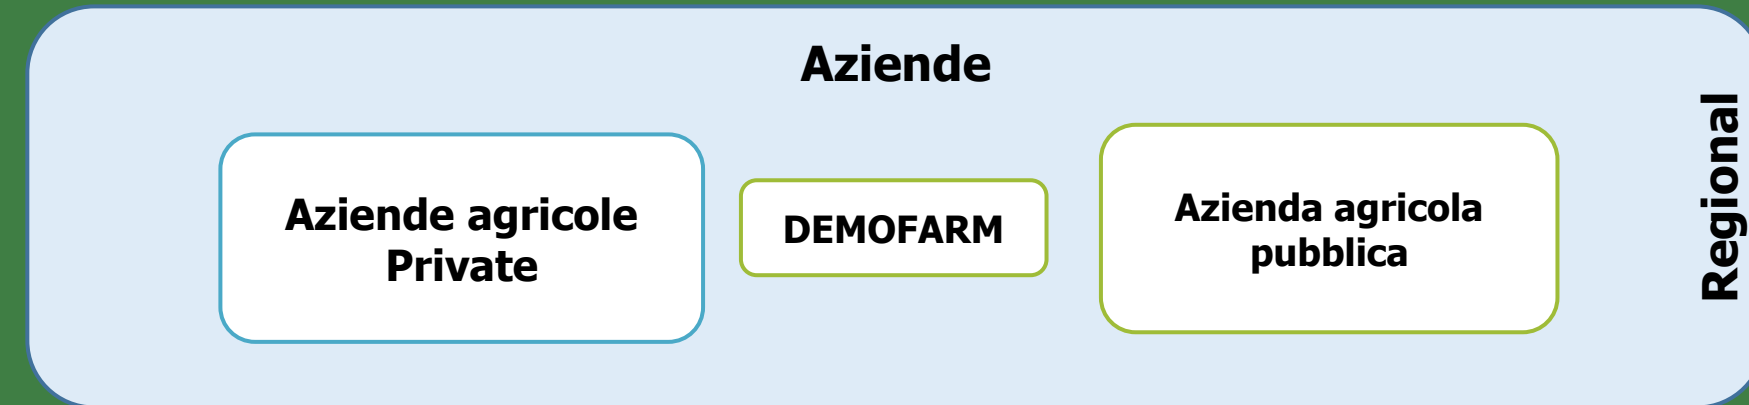 Aziende
Aziende agricole
Private
DEMOFARM
Azienda agricola
pubblica
Regional